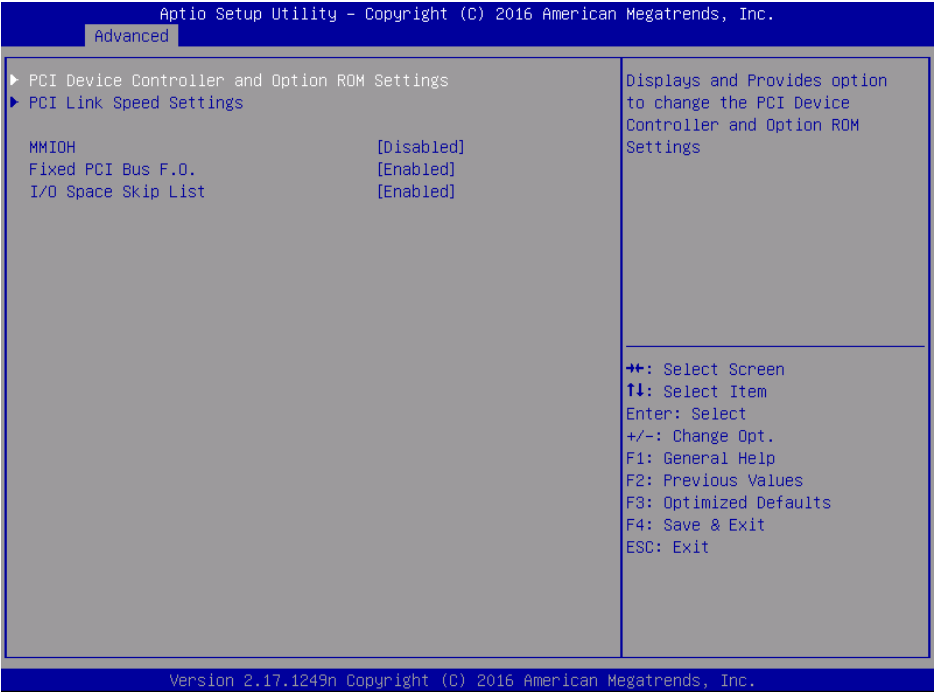 Aptio Setup Utility – Copyright (C) 2016 American Megatrends, Inc.
Advanced
▶ PCI Device Controller and Option ROM Settings
▶ PCI Link Speed Settings
MMIOH [Disabled]
Fixed PCI Bus F.O. [Enabled]
I/O Space Skip List [Enabled]
Displays and Provides option
to change the PCI Device
Controller and Option ROM
Settings
→←: Select Screen
↑↓: Select Item
Enter: Select
+/-: Change Opt.
F1: General Help
F2: Previous Values
F3: Optimized Defaults
F4: Save & Exit
ESC: Exit
Version 2.17.1249n Copyright (C) 2016 American Megatrends, Inc.